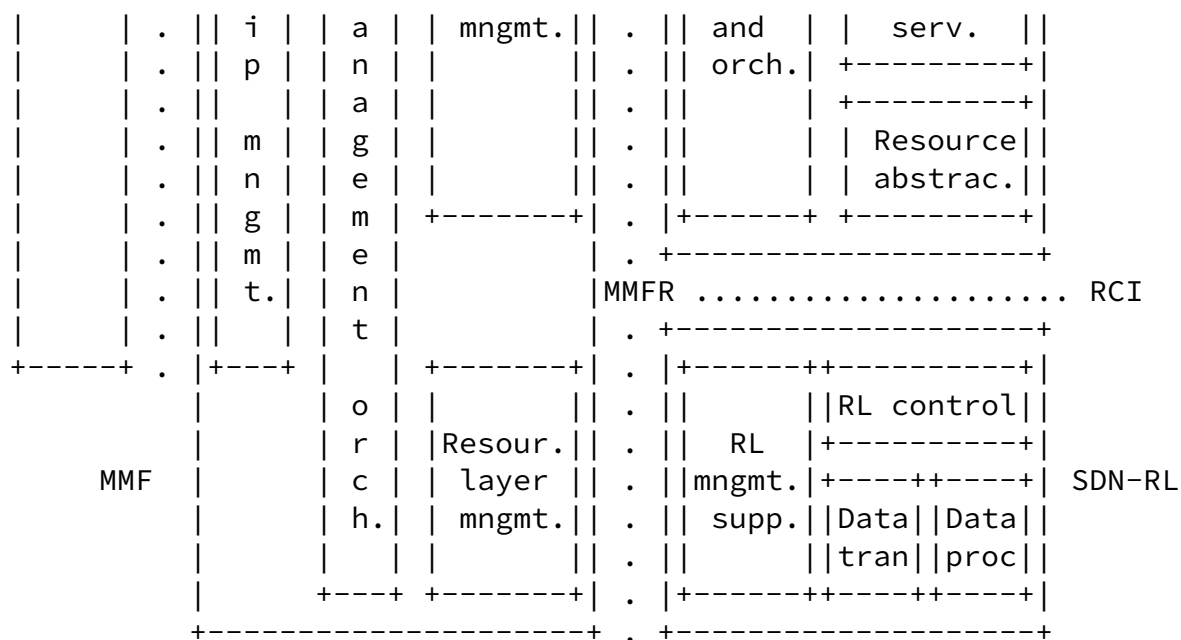 |     | . || i | | a | | mngmt.|| . || and  | |  serv.  ||
|     | . || p | | n | |       || . || orch.| +---------+|
|     | . ||   | | a | |       || . ||      | +---------+|
|     | . || m | | g | |       || . ||      | | Resource||
|     | . || n | | e | |       || . ||      | | abstrac.||
|     | . || g | | m | +-------+| . |+------+ +---------+|
|     | . || m | | e |          | . +--------------------+
|     | . || t.| | n |          |MMFR ..................... RCI
|     | . ||   | | t |          | . +--------------------+
+-----+ . |+---+ |   | +-------+| . |+------++----------+|
          |      | o | |       || . ||      ||RL control||
          |      | r | |Resour.|| . ||  RL  |+----------+|
    MMF   |      | c | | layer || . ||mngmt.|+----++----+| SDN-RL
          |      | h.| | mngmt.|| . || supp.||Data||Data||
          |      |   | |       || . ||      ||tran||proc||
          |      +---+ +-------+| . |+------++----++----+|
          +---------------------+ . +--------------------+